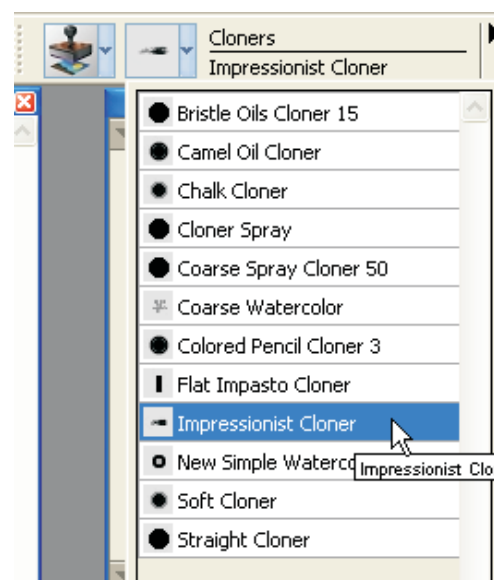 Cloners
Impressionist Cloner
Bristle Oils Cloner 15
Camel Oil Cloner
Chalk Cloner
Cloner Spray
Coarse Spray Cloner 50
Coarse Watercolor
Colored Pencil Cloner 3
Flat Impasto Cloner
Impressionist Cloner
New Simple Waterco
Impressionist Clo
Soft Cloner
Straight Cloner